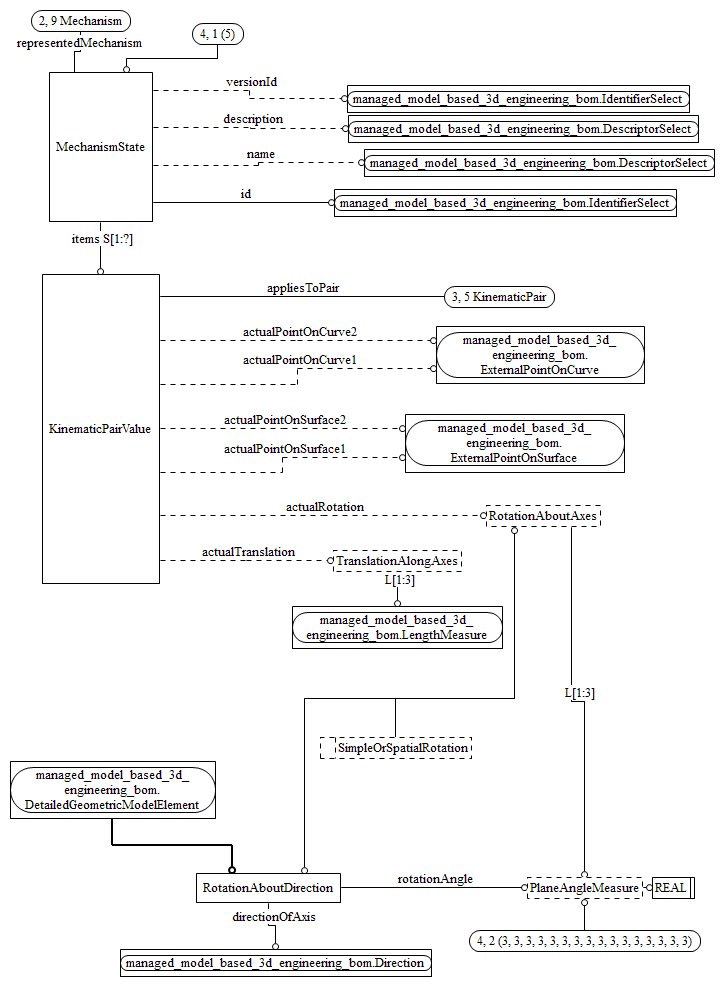 2, 9 Mechanism
representedMechanism
4, 1 (5)
versionId
managed_model_based_3d_engineering_bom.IdentifierSelect
description
managed_model_based_3d_engineering_bom.DescriptorSelect
MechanismState
name
managed_model_based_3d_engineering_bom.DescriptorSelect
id
managed_model_based_3d_engineering_bom.IdentifierSelect
items S[1:?]
appliesToPair
3, 5 KinematicPair
actualPointOnCurve2
managed_model_based_3d_
engineering_bom.
ExternalPointOnCurve
actualPointOnCurve1
KinematicPairValue
actualPointOnSurface2
managed_model_based_3d_
engineering_bom.
ExternalPointOnSurface
actualPointOnSurface1
actualRotation
RotationAboutAxes
actualTranslation
TranslationAlongAxes
L[1:3]
managed_model_based_3d_
engineering_bom.LengthMeasure
L[1:3]
SimpleOrSpatialRotation
managed_model_based_3d_
engineering_bom.
DetailedGeometricModelElement
RotationAboutDirection
rotationAngle
PlaneAngleMeasure
REAL
directionOfAxis
4, 2 (3, 3, 3, 3, 3, 3, 3, 3, 3, 3, 3, 3, 3, 3, 3, 3)
managed_model_based_3d_engineering_bom.Direction